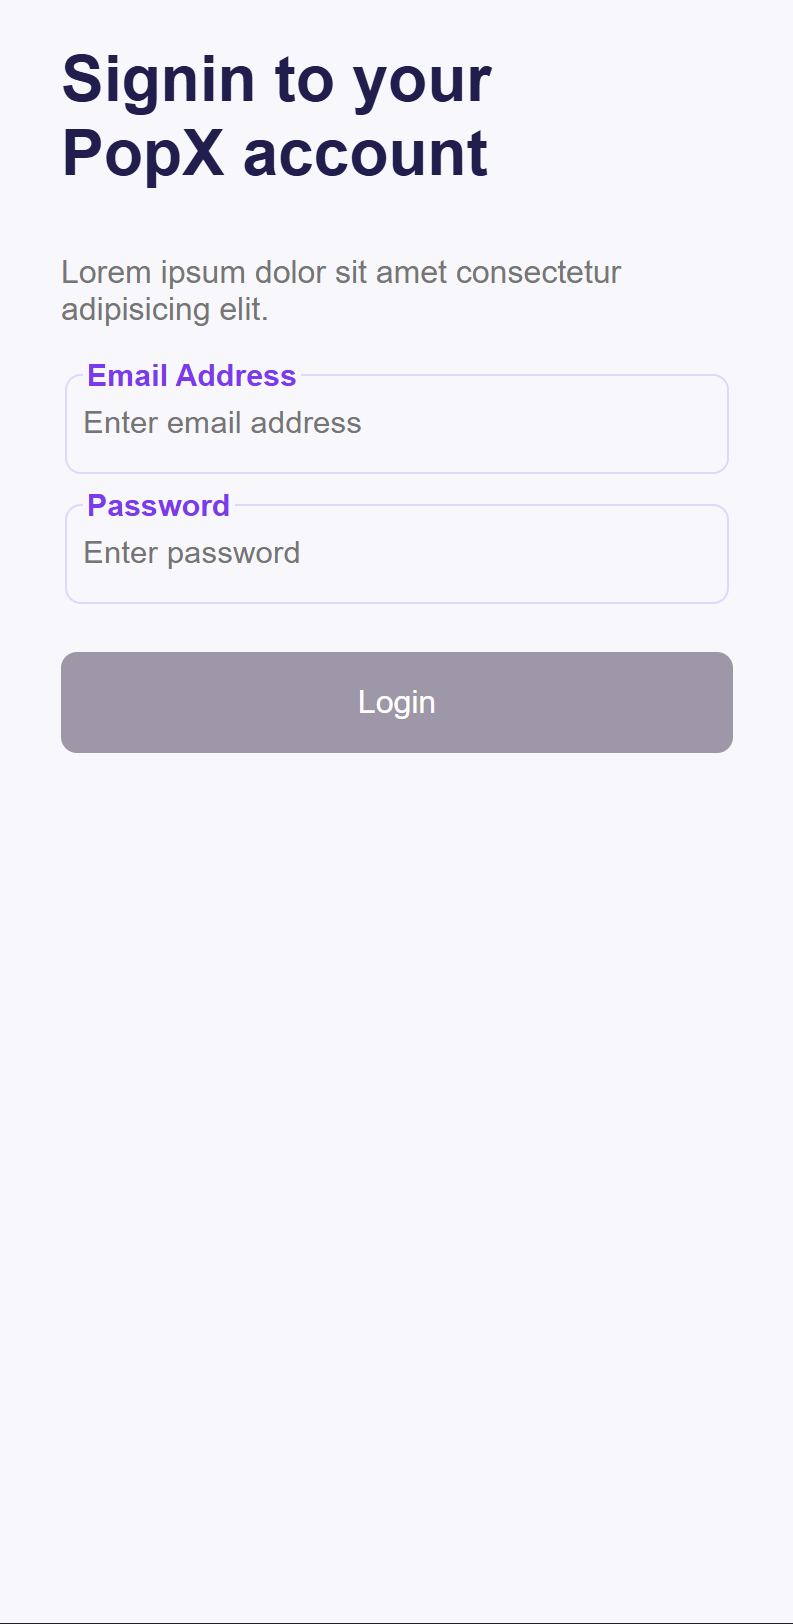 Signin to your
PopX account
Lorem ipsum dolor sit amet consectetur
adipisicing elit.
Email Address
Enter email address
Password
Enter password
Login